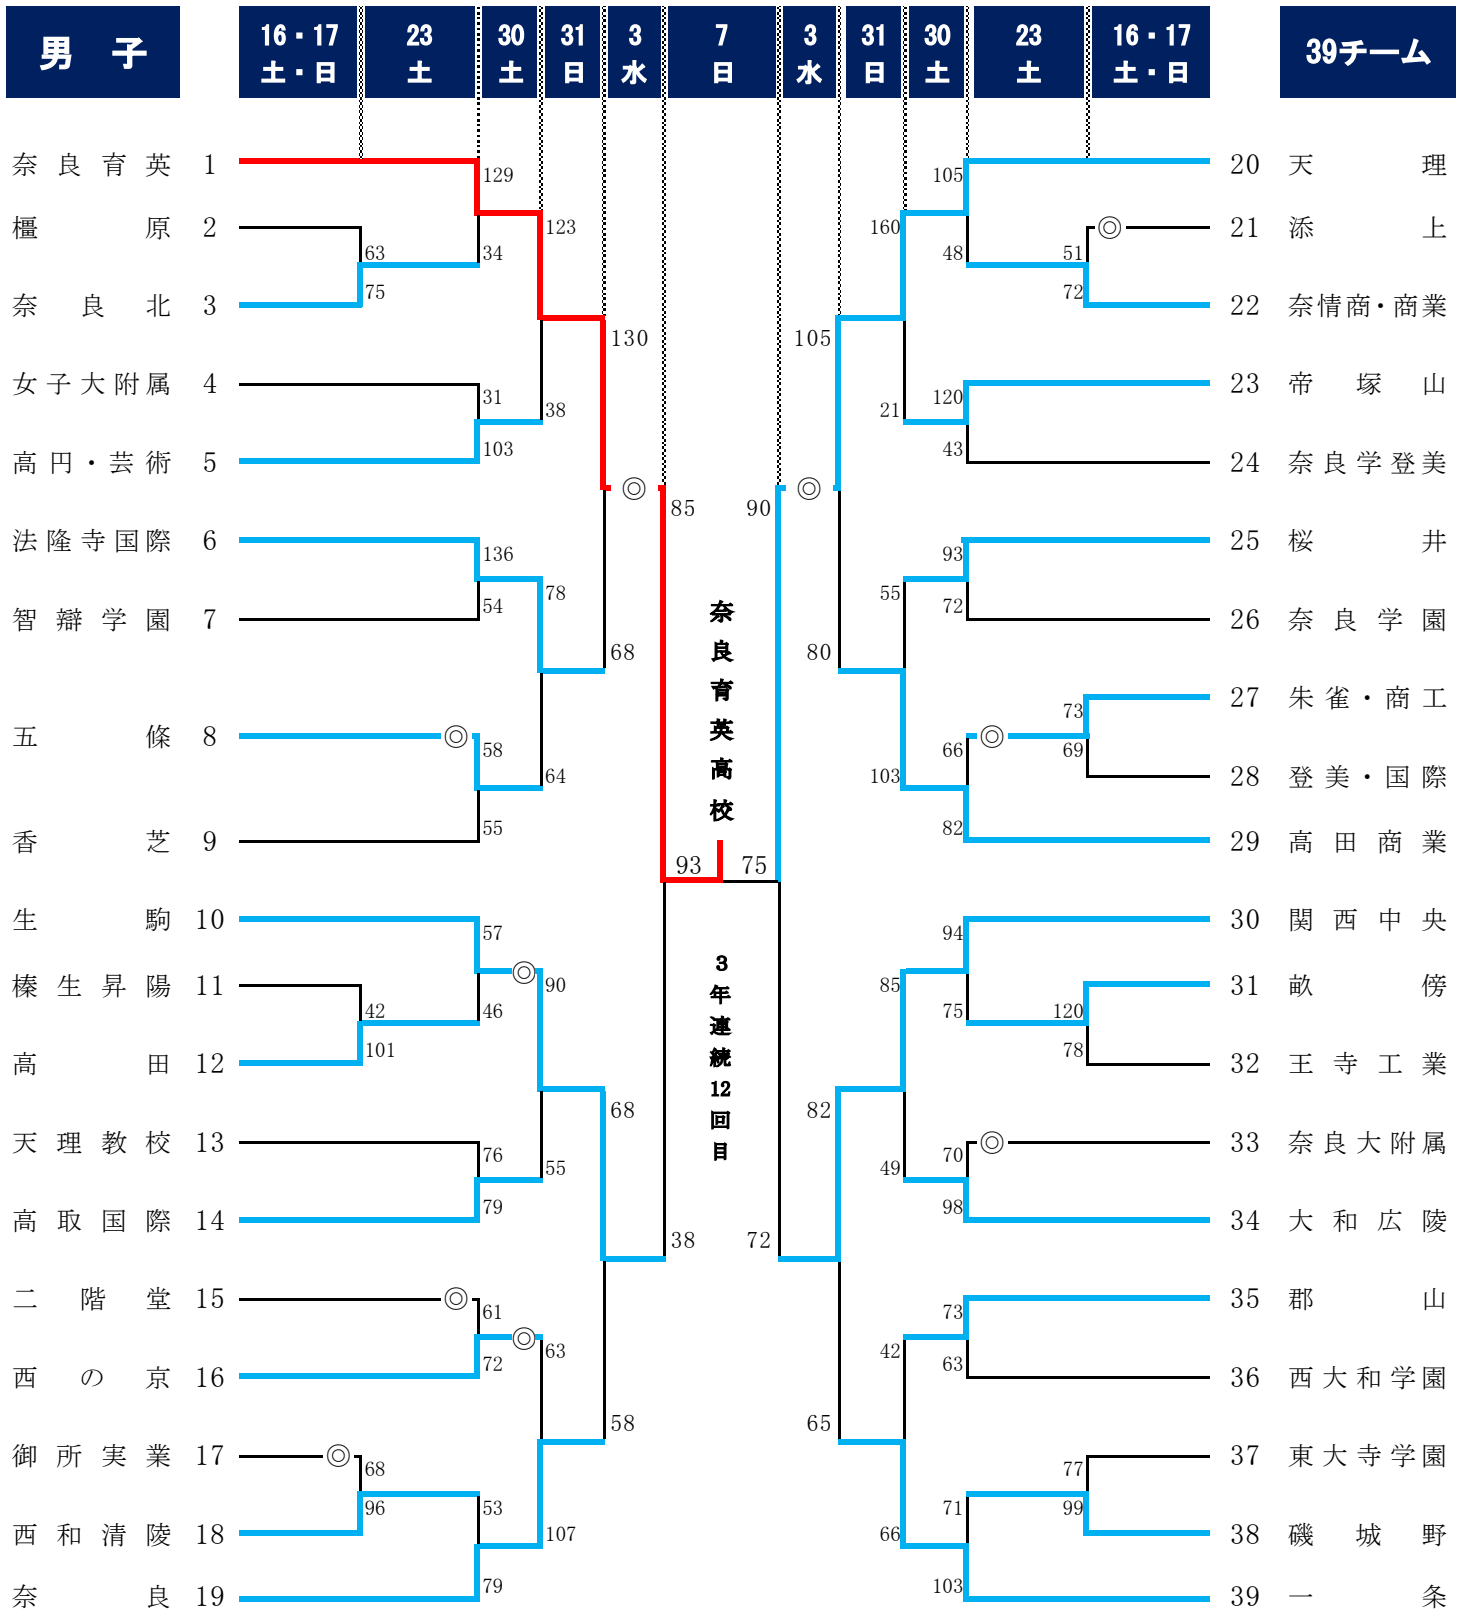 男子 16・17 23 30 31 3 7 3 31 30 23 16・17 39チーム
土・日 土 土 日 水 日 水 日 土 土 土・日
奈良育英 1 129 105 20 天理
橿原 2 123 160 ◎ 21 添上
63 34 48 51
奈良北 3 75 72 22 奈情商・商業
130 105
女子大附属 4 31 38 21 120 23 帝塚山
高円・芸術 5 103 43 24 奈良学登美
◎ 85 90 ◎
法隆寺国際 6 136 93 25 桜井
78 55
智辯学園 7 54 72 26 奈良学園
68 80
73 27 朱雀・商工
五條 8 ◎ 58 66 ◎ 69
64 103 28 登美・国際
香芝 9 55 82 29 高田商業
奈良育英高校
93 75
生駒 10 57 94 30 関西中央
◎ 90 85
榛生昇陽 11 42 46 75 120 31 畝傍
高田 12 101 78 32 王寺工業
3年連続12回目
68 82
天理教校 13 76 70 ◎ 33 奈良大附属
55 49
高取国際 14 79 98 34 大和広陵
38 72
二階堂 15 ◎ 61 73 35 郡山
◎ 63 42
西の京 16 72 63 36 西大和学園
58 65
御所実業 17 ◎ 68 77 37 東大寺学園
96 53 71 99
西和清陵 18 107 66 38 磯城野
奈良 19 79 103 39 一条